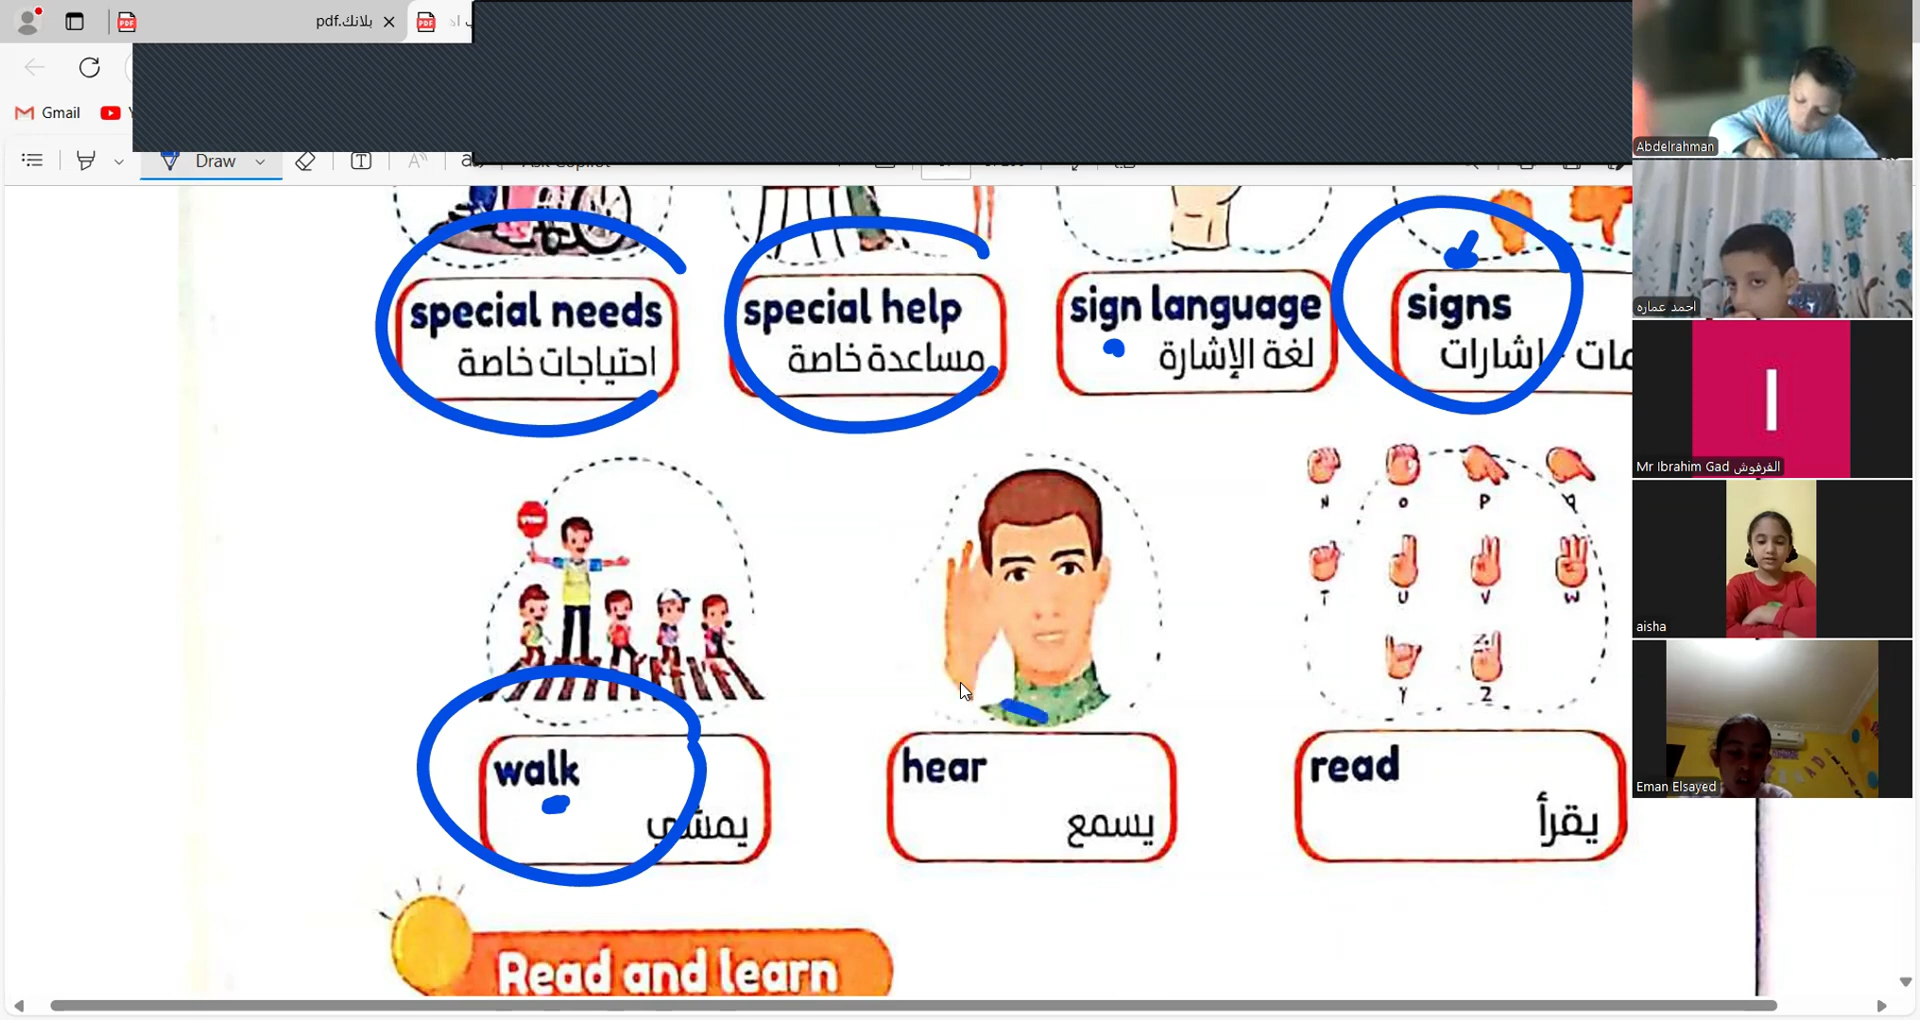 بلانك.pdf
Gmail
Draw
special needs
احتياجات خاصة
special help
مساعدة خاصة
sign language
لغة الإشارة
signs
إشارات
N O P Q
T U V W
Y Z
walk
يمشي
hear
يسمع
read
يقرأ
Read and learn
Abdelrahman
احمد عماره
I
Mr Ibrahim Gad القرفوش
aisha
Eman Elsayed